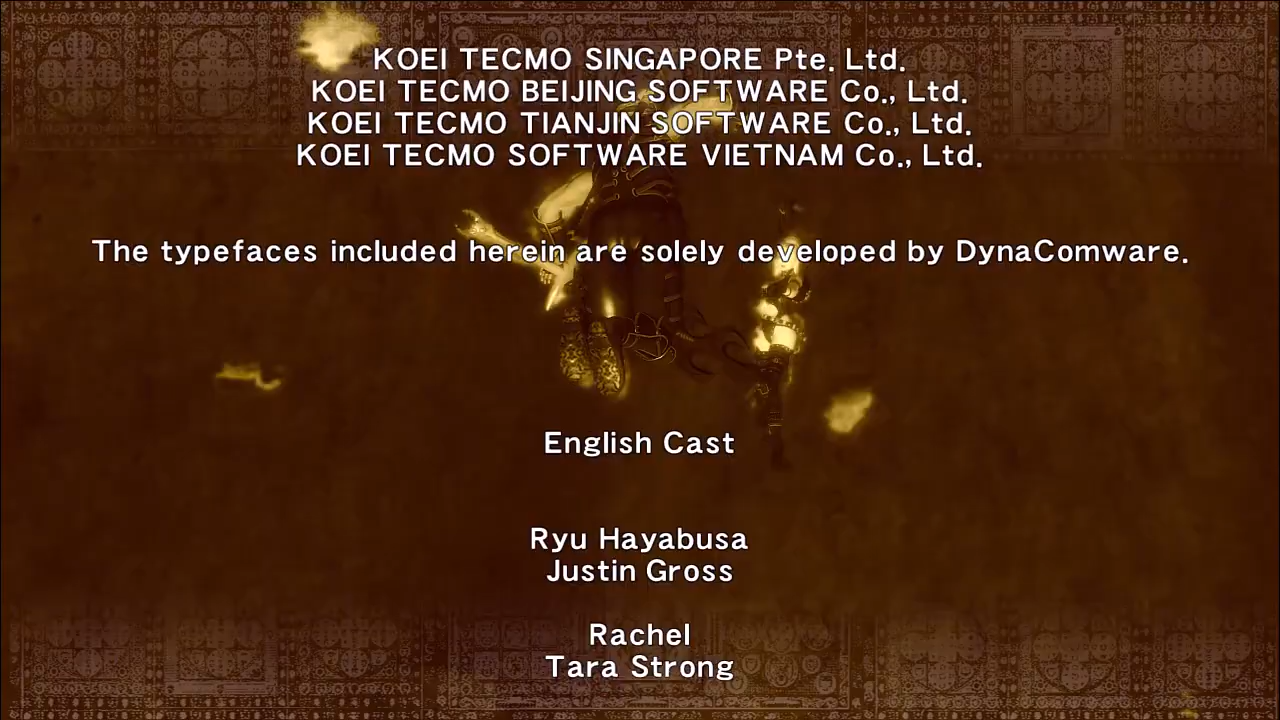 KOEI TECMO SINGAPORE Pte. Ltd.
KOEI TECMO BEIJING SOFTWARE Co., Ltd.
KOEI TECMO TIANJIN SOFTWARE Co., Ltd.
KOEI TECMO SOFTWARE VIETNAM Co., Ltd.
The typefaces included herein are solely developed by DynaComware.
English Cast
Ryu Hayabusa
Justin Gross
Rachel
Tara Strong